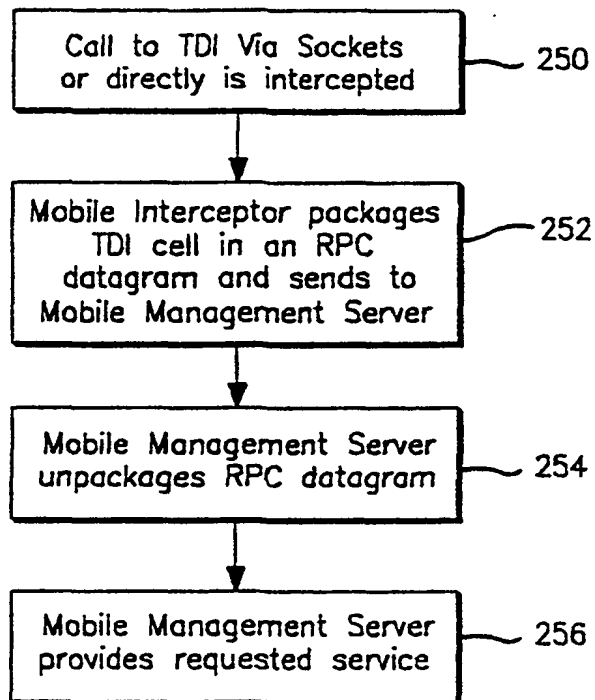 Call to TDI Via Sockets
or directly is intercepted
250
Mobile Interceptor packages
TDI cell in an RPC
datagram and sends to
Mobile Management Server
252
Mobile Management Server
unpackages RPC datagram
254
Mobile Management Server
provides requested service
256